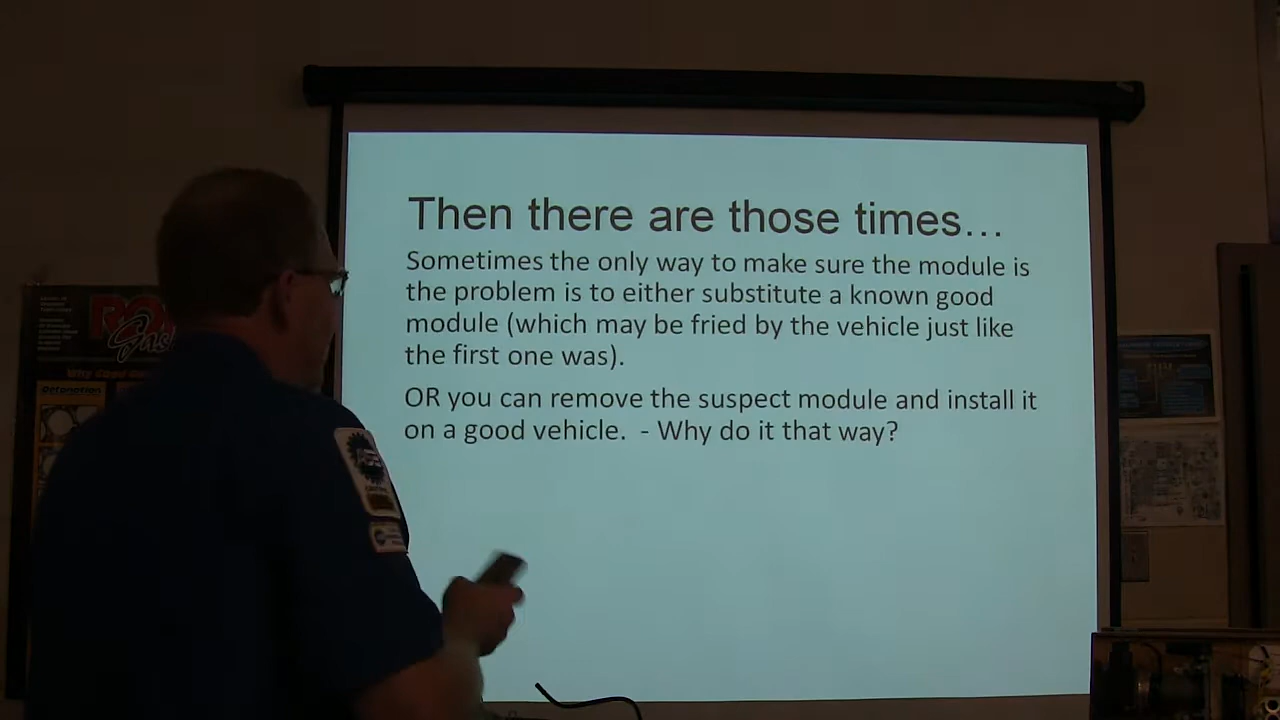 Then there are those times...
Sometimes the only way to make sure the module is
the problem is to either substitute a known good
module (which may be fried by the vehicle just like
the first one was).
OR you can remove the suspect module and install it
on a good vehicle.  - Why do it that way?
Detonation